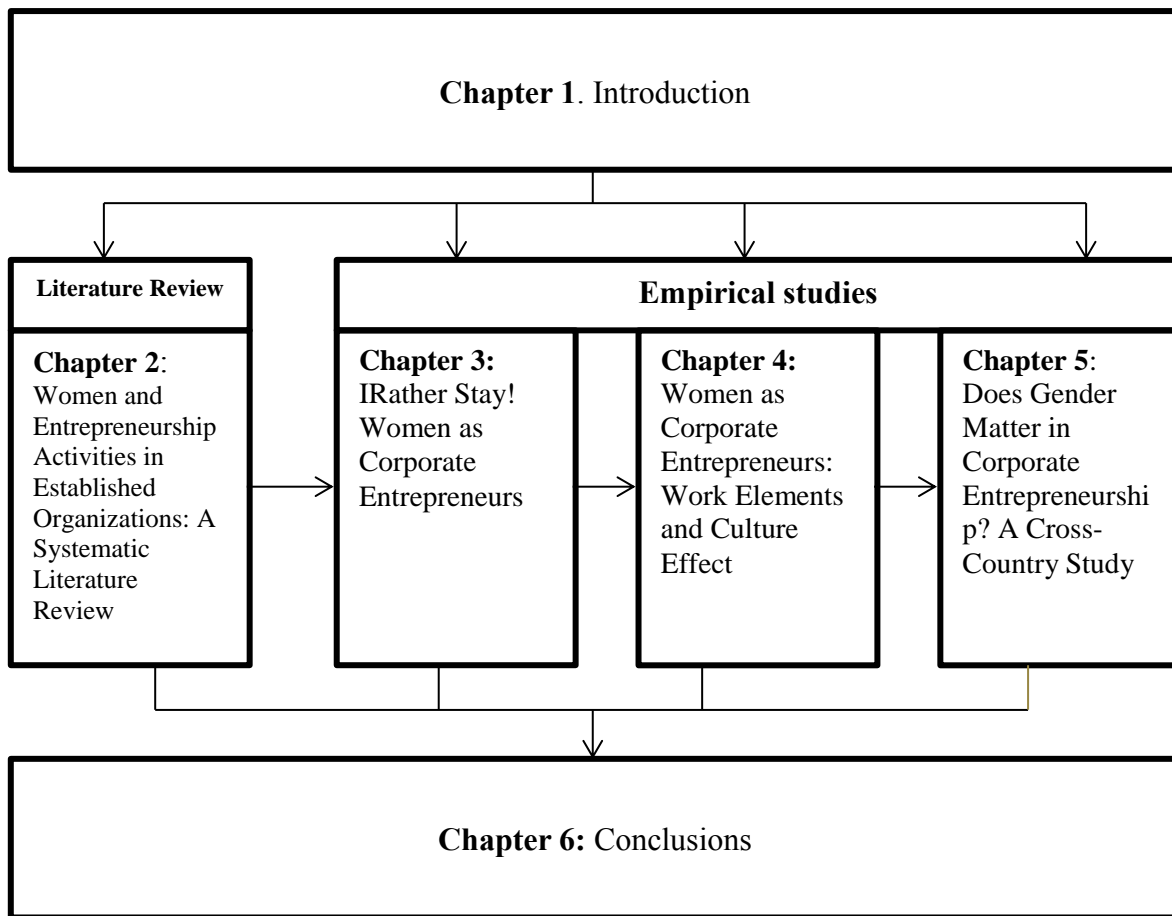 Chapter 1. Introduction
Literature Review
Empirical studies
Chapter 2:
Women and
Entrepreneurship
Activities in
Established
Organizations: A
Systematic
Literature
Review
Chapter 3:
IRather Stay!
Women as
Corporate
Entrepreneurs
Chapter 4:
Women as
Corporate
Entrepreneurs:
Work Elements
and Culture
Effect
Chapter 5:
Does Gender
Matter in
Corporate
Entrepreneurshi
p? A Cross-
Country Study
Chapter 6: Conclusions